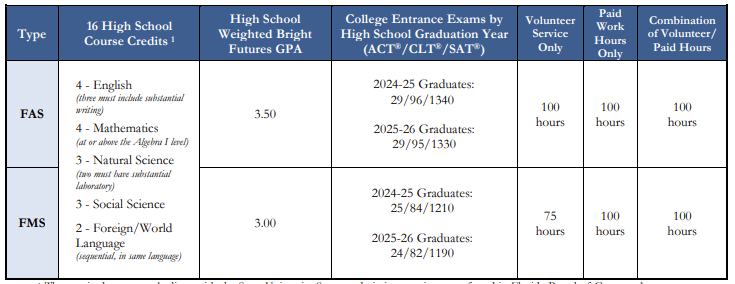 Type
16 High School
Course Credits 1
High School
Weighted Bright
Futures GPA
College Entrance Exams by
High School Graduation Year
(ACT®/CLT®/SAT®)
Volunteer
Service
Only
Paid
Work
Hours
Only
Combination
of Volunteer/
Paid Hours
FAS
4 - English
(three must include substantial
writing)
4 - Mathematics
(at or above the Algebra I level)
3 - Natural Science
(two must have substantial
laboratory)
3 - Social Science
2 - Foreign/World
Language
(sequential, in same language)
3.50
2024-25 Graduates:
29/96/1340
2025-26 Graduates:
29/95/1330
100
hours
100
hours
100
hours
FMS
3.00
2024-25 Graduates:
25/84/1210
2025-26 Graduates:
24/82/1190
75
hours
100
hours
100
hours